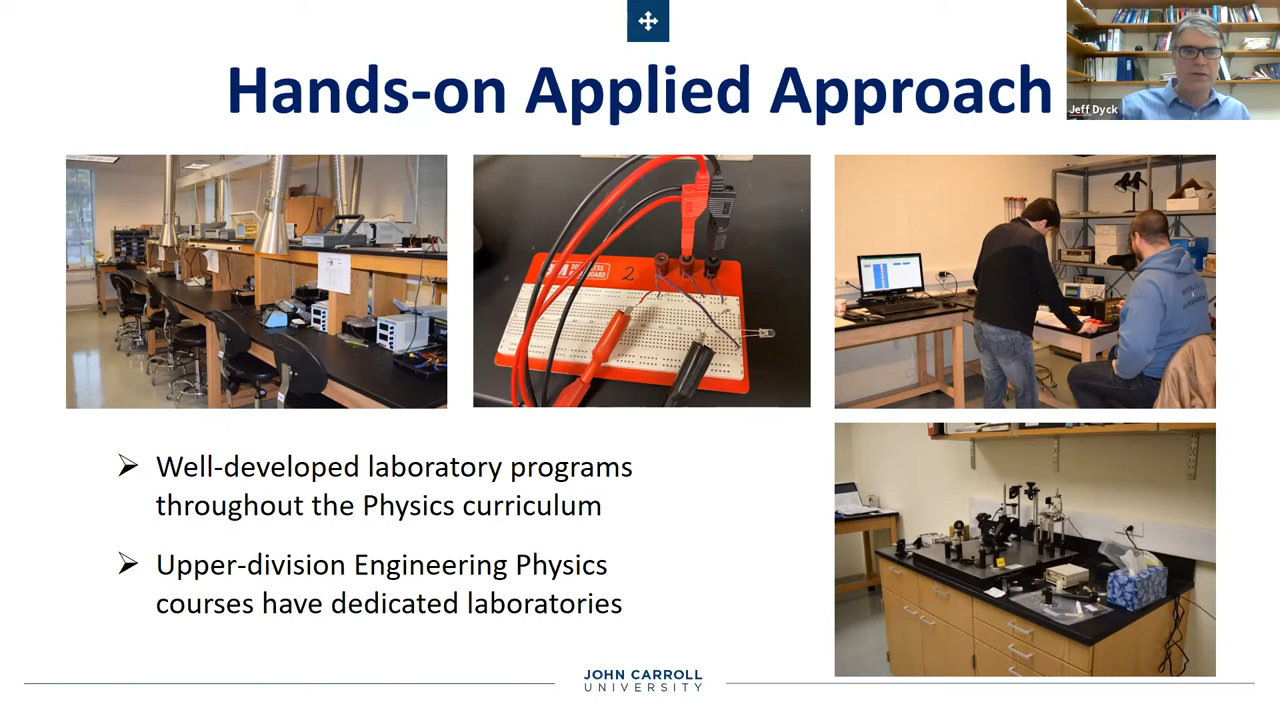 Hands-on Applied Approach
Jeff Dyck
2
➢ Well-developed laboratory programs
throughout the Physics curriculum
➢ Upper-division Engineering Physics
courses have dedicated laboratories
JOHN CARROLL
UNIVERSITY